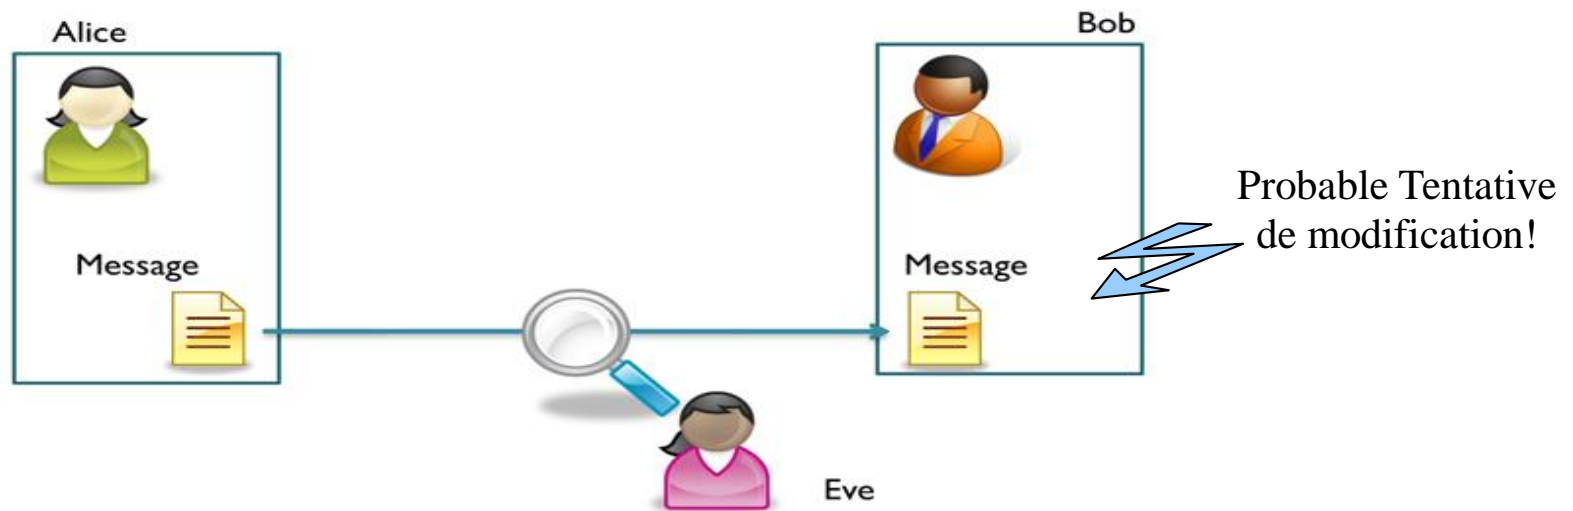 Alice
Bob
Probable Tentative
de modification!
Message
Message
Eve